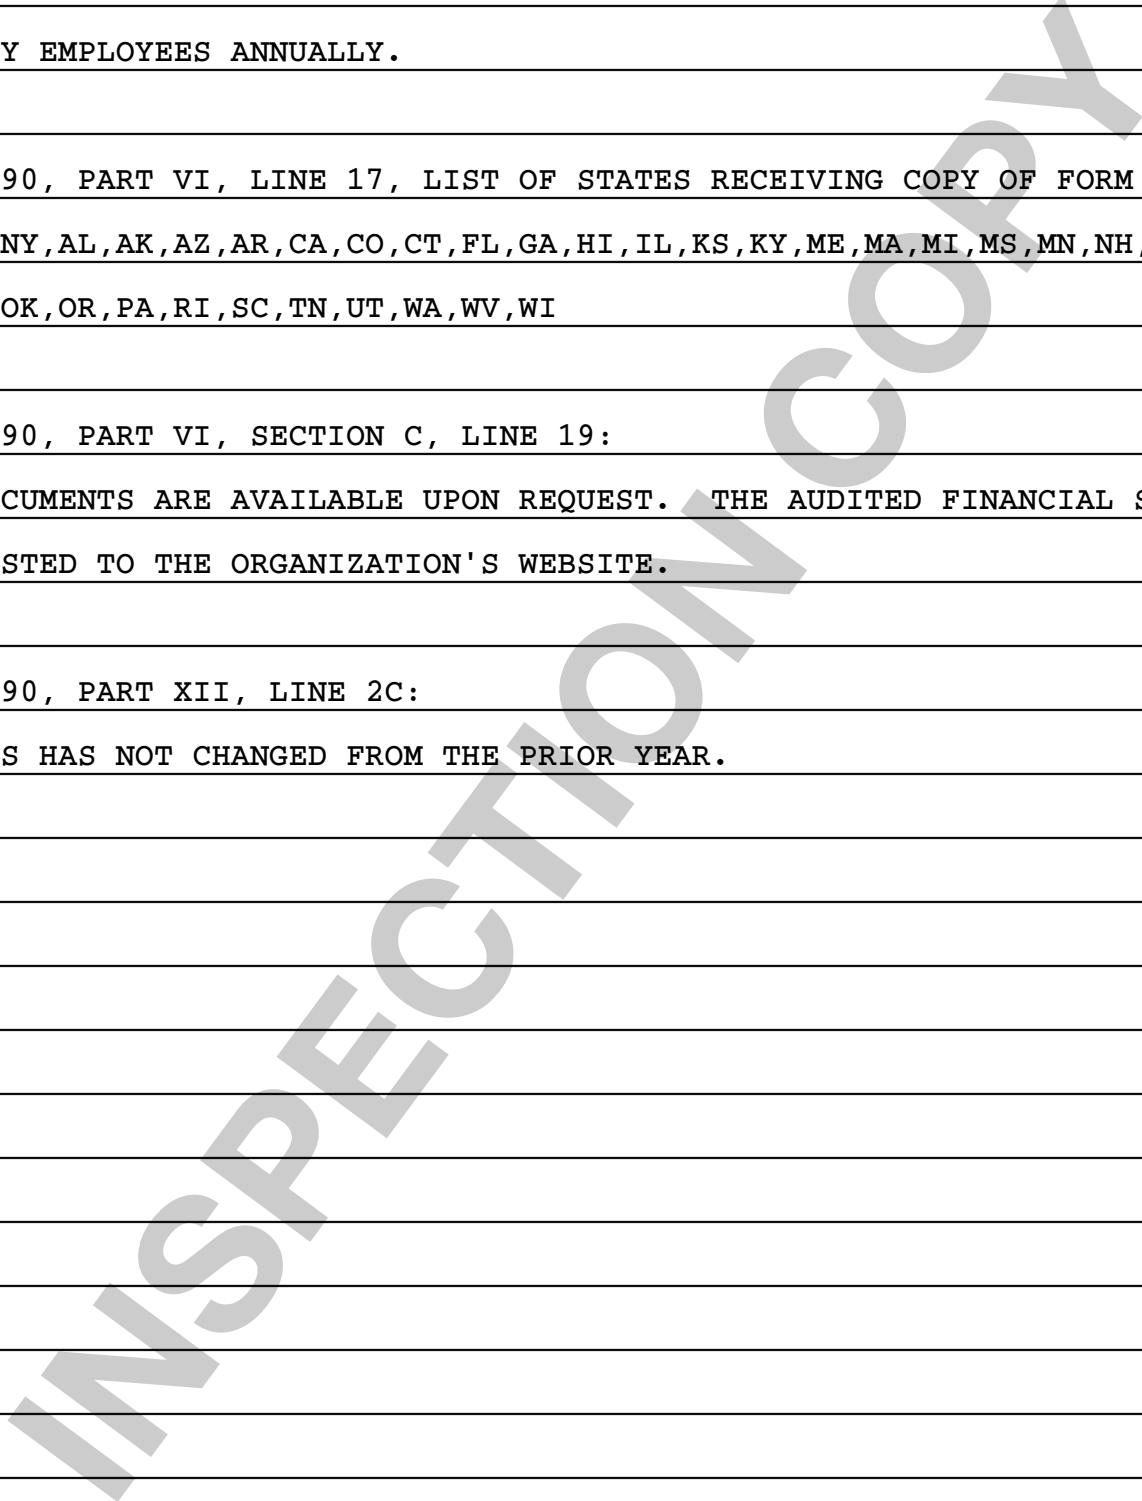 Y EMPLOYEES ANNUALLY.
90, PART VI, LINE 17, LIST OF STATES RECEIVING COPY OF FORM
NY,AL,AK,AZ,AR,CA,CO,CT,FL,GA,HI,IL,KS,KY,ME,MA,MI,MS,MN,NH,
OK,OR,PA,RI,SC,TN,UT,WA,WV,WI
90, PART VI, SECTION C, LINE 19:
CUMENTS ARE AVAILABLE UPON REQUEST. THE AUDITED FINANCIAL S
STED TO THE ORGANIZATION'S WEBSITE.
90, PART XII, LINE 2C:
S HAS NOT CHANGED FROM THE PRIOR YEAR.
INSPECTION COPY